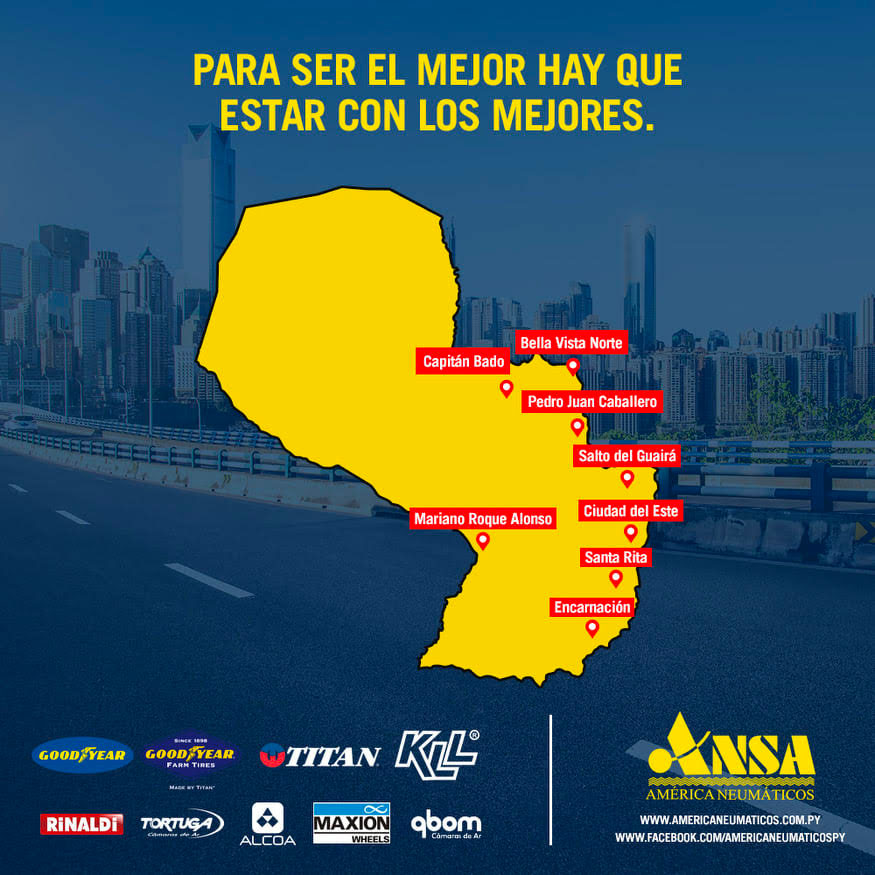 PARA SER EL MEJOR HAY QUE
ESTAR CON LOS MEJORES.
Bella Vista Norte
Capitán Bado
Pedro Juan Caballero
Salto del Guairá
Ciudad del Este
Mariano Roque Alonso
Santa Rita
Encarnación
GOODYEAR
SINCE 1898
GOODYEAR
FARM TIRES
MADE BY TITAN
TITAN
KLL®
RINALDI
TORTUGA
Câmaras de Ar
ALCOA
MAXION
WHEELS
qbom
Câmaras de Ar
ANSA
AMÉRICA NEUMÁTICOS
WWW.AMERICANEUMATICOS.COM.PY
WWW.FACEBOOK.COM/AMERICANEUMATICOSPY